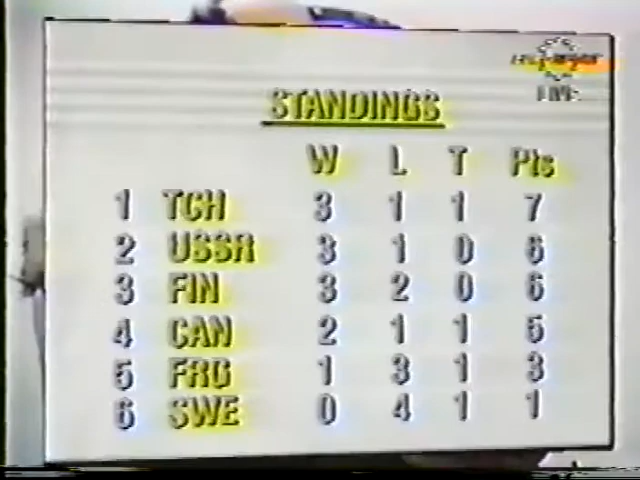 LIVE
STANDINGS
W L T Pts
1 TCH 3 1 1 7
2 USSR 3 1 0 6
3 FIN 3 2 0 6
4 CAN 2 1 1 5
5 FRG 1 3 1 3
6 SWE 0 4 1 1